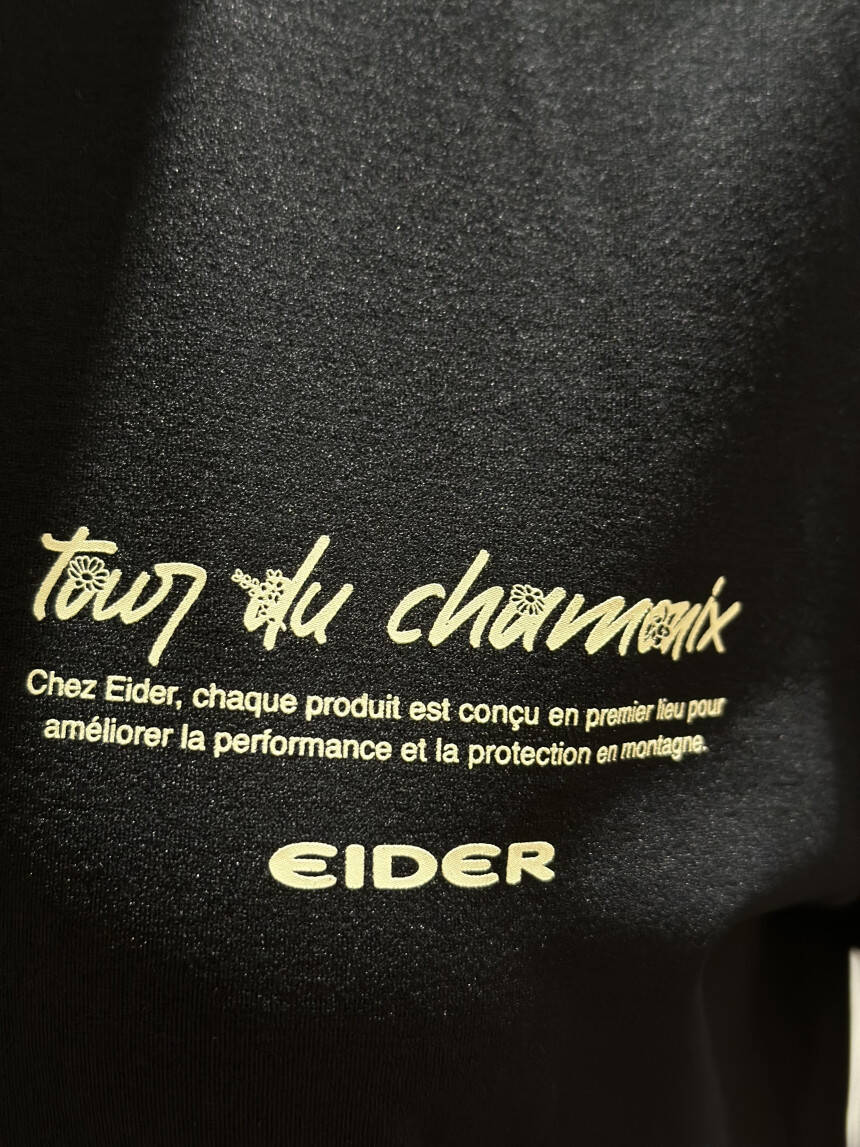 tour du chamonix
Chez Eider, chaque produit est conçu en premier lieu pour
améliorer la performance et la protection en montagne.
EIDER